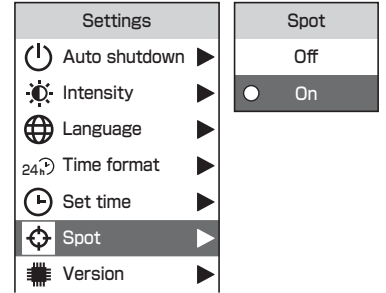 Settings
Auto shutdown
Intensity
Language
24h Time format
Set time
Spot
Version
Spot
Off
On